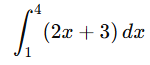 ∫₁⁴ (2x + 3) dx